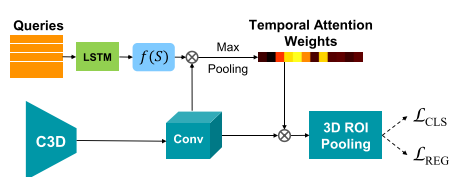 Queries
Temporal Attention
Weights
LSTM
f(S)
Max
Pooling
C3D
Conv
3D ROI
Pooling
ℒCLS
ℒREG